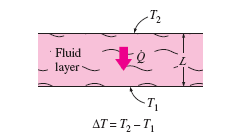 T₂
Fluid
layer
Q̇
L
T₁
ΔT = T₂ – T₁